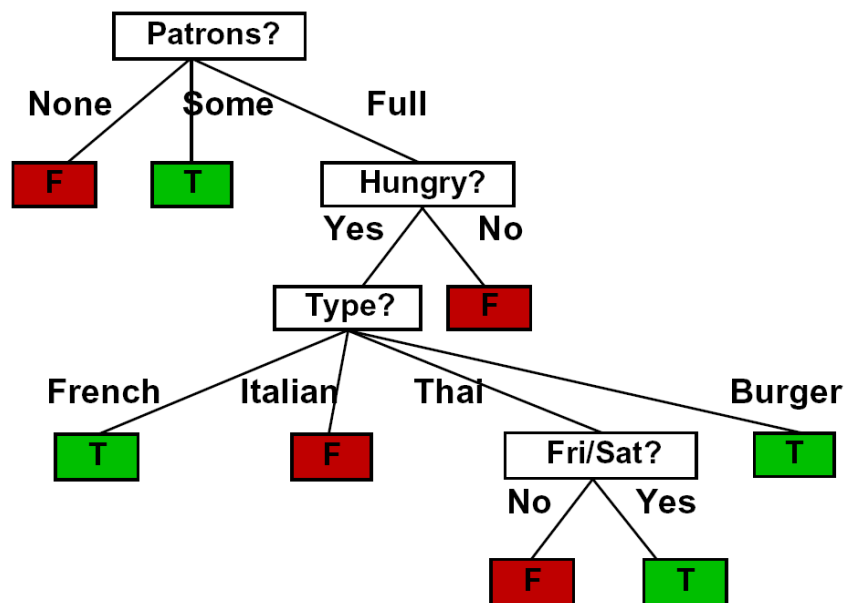 Patrons?
None Some Full
F T Hungry?
Yes No
Type? F
French Italian Thai Burger
T F Fri/Sat? T
No Yes
F T